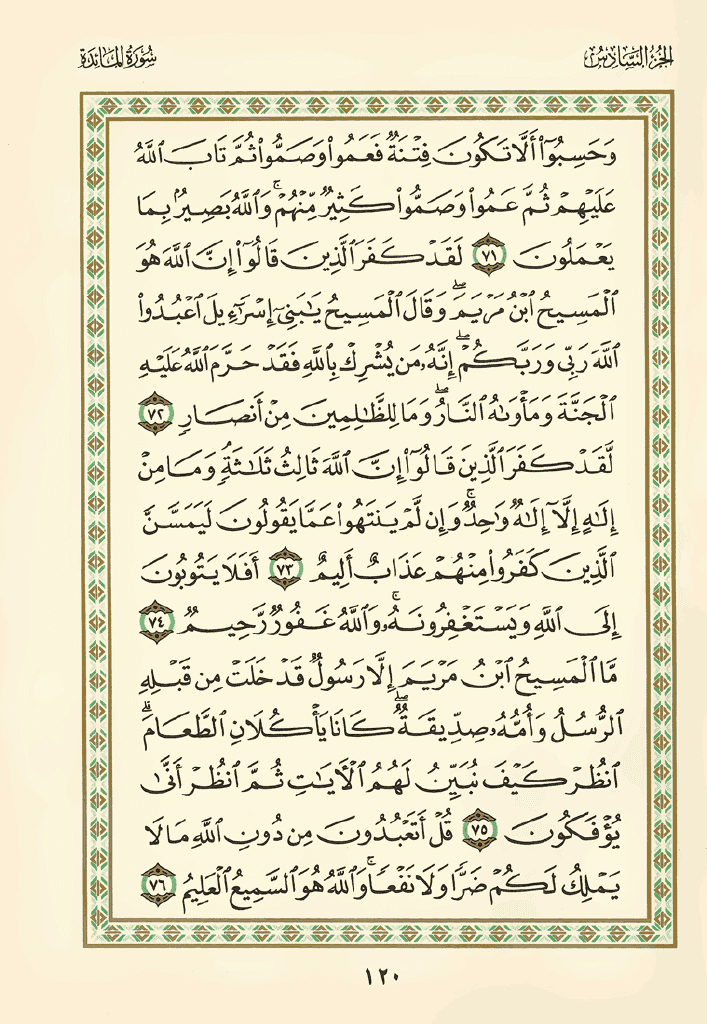 الجزء السادس
سورة المائدة
وَحَسِبُوٓا۟ أَلَّا تَكُونَ فِتْنَةٌ فَعَمُوا۟ وَصَمُّوا۟ ثُمَّ تَابَ ٱللَّهُ
عَلَيْهِمْ ثُمَّ عَمُوا۟ وَصَمُّوا۟ كَثِيرٌ مِّنْهُمْ ۚ وَٱللَّهُ بَصِيرٌۢ بِمَا
يَعْمَلُونَ ٧١ لَقَدْ كَفَرَ ٱلَّذِينَ قَالُوٓا۟ إِنَّ ٱللَّهَ هُوَ
ٱلْمَسِيحُ ٱبْنُ مَرْيَمَ ۖ وَقَالَ ٱلْمَسِيحُ يَٰبَنِىٓ إِسْرَٰٓءِيلَ ٱعْبُدُوا۟
ٱللَّهَ رَبِّى وَرَبَّكُمْ ۖ إِنَّهُۥ مَن يُشْرِكْ بِٱللَّهِ فَقَدْ حَرَّمَ ٱللَّهُ عَلَيْهِ
ٱلْجَنَّةَ وَمَأْوَىٰهُ ٱلنَّارُ ۖ وَمَا لِلظَّٰلِمِينَ مِنْ أَنصَارٍ ٧٢
لَّقَدْ كَفَرَ ٱلَّذِينَ قَالُوٓا۟ إِنَّ ٱللَّهَ ثَالِثُ ثَلَٰثَةٍ ۘ وَمَا مِنْ
إِلَٰهٍ إِلَّآ إِلَٰهٌ وَٰحِدٌ ۚ وَإِن لَّمْ يَنتَهُوا۟ عَمَّا يَقُولُونَ لَيَمَسَّنَّ
ٱلَّذِينَ كَفَرُوا۟ مِنْهُمْ عَذَابٌ أَلِيمٌ ٧٣ أَفَلَا يَتُوبُونَ
إِلَى ٱللَّهِ وَيَسْتَغْفِرُونَهُۥ ۚ وَٱللَّهُ غَفُورٌ رَّحِيمٌ ٧٤
مَّا ٱلْمَسِيحُ ٱبْنُ مَرْيَمَ إِلَّا رَسُولٌ قَدْ خَلَتْ مِن قَبْلِهِ
ٱلرُّسُلُ وَأُمُّهُۥ صِدِّيقَةٌ ۖ كَانَا يَأْكُلَانِ ٱلطَّعَامَ ۗ
ٱنظُرْ كَيْفَ نُبَيِّنُ لَهُمُ ٱلْءَايَٰتِ ثُمَّ ٱنظُرْ أَنَّىٰ
يُؤْفَكُونَ ٧٥ قُلْ أَتَعْبُدُونَ مِن دُونِ ٱللَّهِ مَا لَا
يَمْلِكُ لَكُمْ ضَرًّا وَلَا نَفْعًا ۚ وَٱللَّهُ هُوَ ٱلسَّمِيعُ ٱلْعَلِيمُ ٧٦
١٢٠